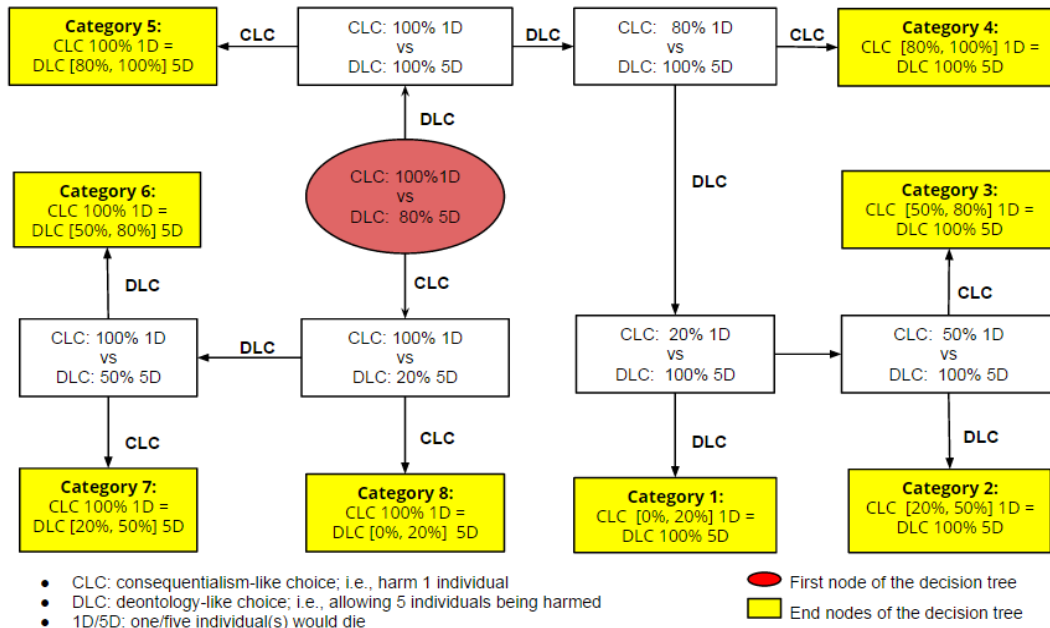 Category 5:
CLC 100% 1D =
DLC [80%, 100%] 5D
CLC
CLC: 100% 1D
vs
DLC: 100% 5D
DLC
CLC: 80% 1D
vs
DLC: 100% 5D
CLC
Category 4:
CLC [80%, 100%] 1D =
DLC 100% 5D
DLC
CLC: 100%1D
vs
DLC: 80% 5D
DLC
Category 6:
CLC 100% 1D =
DLC [50%, 80%] 5D
Category 3:
CLC [50%, 80%] 1D =
DLC 100% 5D
DLC
CLC
CLC
CLC: 100% 1D
vs
DLC: 50% 5D
DLC
CLC: 100% 1D
vs
DLC: 20% 5D
CLC: 20% 1D
vs
DLC: 100% 5D
CLC: 50% 1D
vs
DLC: 100% 5D
CLC
CLC
DLC
DLC
Category 7:
CLC 100% 1D =
DLC [20%, 50%] 5D
Category 8:
CLC 100% 1D =
DLC [0%, 20%] 5D
Category 1:
CLC [0%, 20%] 1D =
DLC 100% 5D
Category 2:
CLC [20%, 50%] 1D =
DLC 100% 5D
• CLC: consequentialism-like choice; i.e., harm 1 individual
• DLC: deontology-like choice; i.e., allowing 5 individuals being harmed
• 1D/5D: one/five individual(s) would die
First node of the decision tree
End nodes of the decision tree